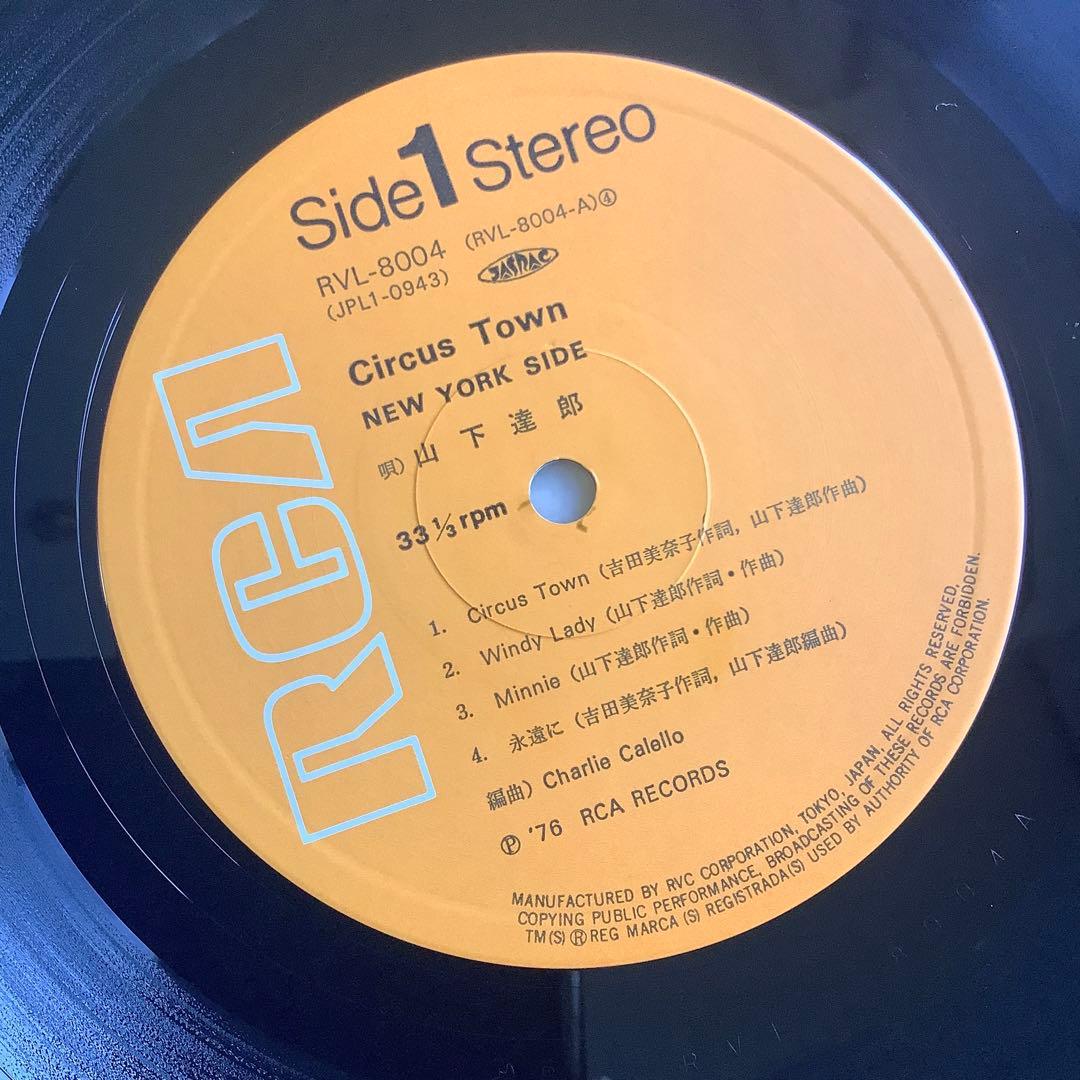 Side 1 Stereo
RVL-8004 (RVL-8004-A)④
(JPL1-0943) JASRAC
Circus Town
NEW YORK SIDE
唄) 山下達郎
33 1/3 rpm
1. Circus Town (吉田美奈子作詞, 山下達郎作曲)
2. Windy Lady (山下達郎作詞・作曲)
3. Minnie (山下達郎作詞・作曲)
4. 永遠に (吉田美奈子作詞, 山下達郎編曲)
編曲) Charlie Calello
Ⓟ '76 RCA RECORDS
RCA
MANUFACTURED BY RVC CORPORATION, TOKYO, JAPAN, ALL RIGHTS RESERVED,
COPYING PUBLIC PERFORMANCE, BROADCASTING OF THESE RECORDS ARE FORBIDDEN.
TM(S) ® REG MARCA (S) REGISTRADA(S) USED BY AUTHORITY OF RCA CORPORATION.